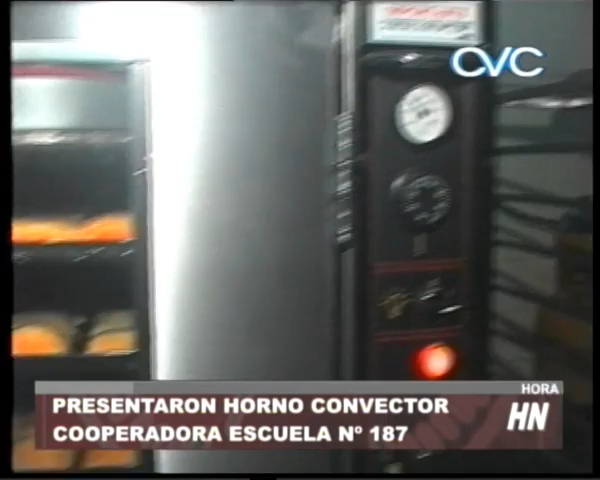 CVC
HORA
PRESENTARON HORNO CONVECTOR
HN
COOPERADORA ESCUELA Nº 187